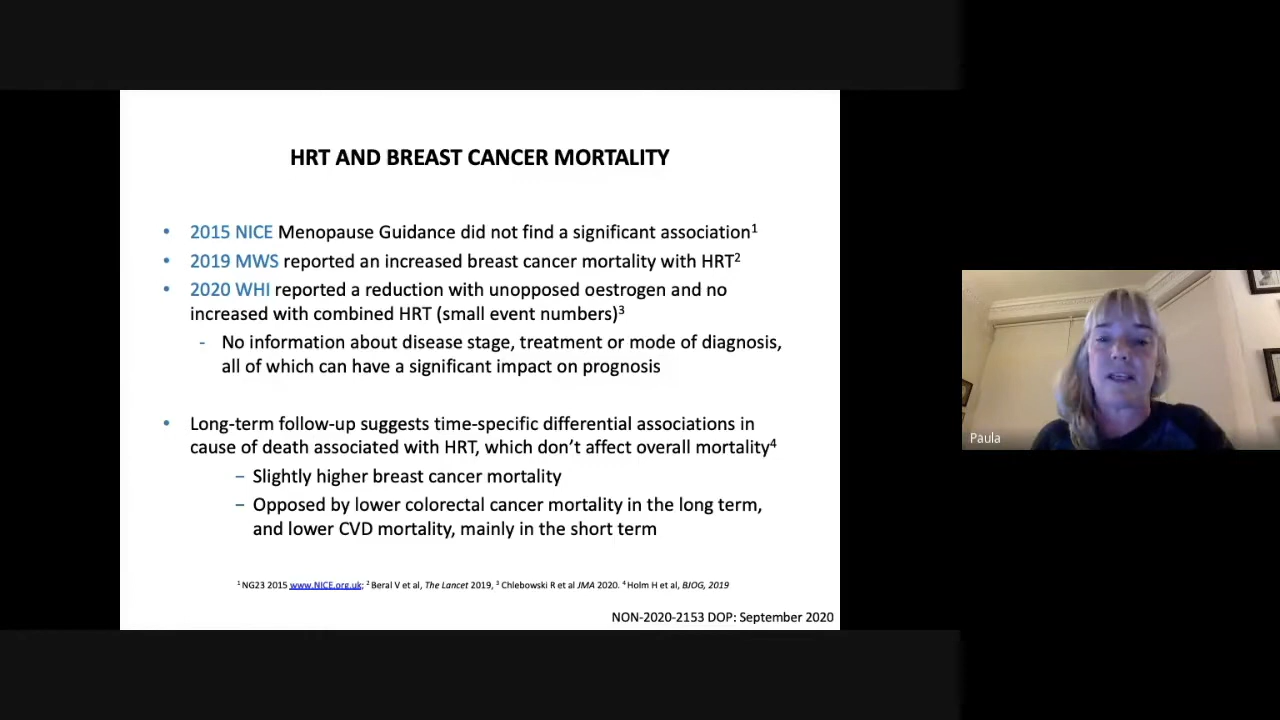 HRT AND BREAST CANCER MORTALITY
• 2015 NICE Menopause Guidance did not find a significant association¹
• 2019 MWS reported an increased breast cancer mortality with HRT²
• 2020 WHI reported a reduction with unopposed oestrogen and no
increased with combined HRT (small event numbers)³
- No information about disease stage, treatment or mode of diagnosis,
all of which can have a significant impact on prognosis
• Long-term follow-up suggests time-specific differential associations in
cause of death associated with HRT, which don’t affect overall mortality⁴
– Slightly higher breast cancer mortality
– Opposed by lower colorectal cancer mortality in the long term,
and lower CVD mortality, mainly in the short term
¹ NG23 2015 www.NICE.org.uk; ² Beral V et al, The Lancet 2019, ³ Chlebowski R et al JMA 2020. ⁴ Holm H et al, BJOG, 2019
NON-2020-2153 DOP: September 2020
Paula